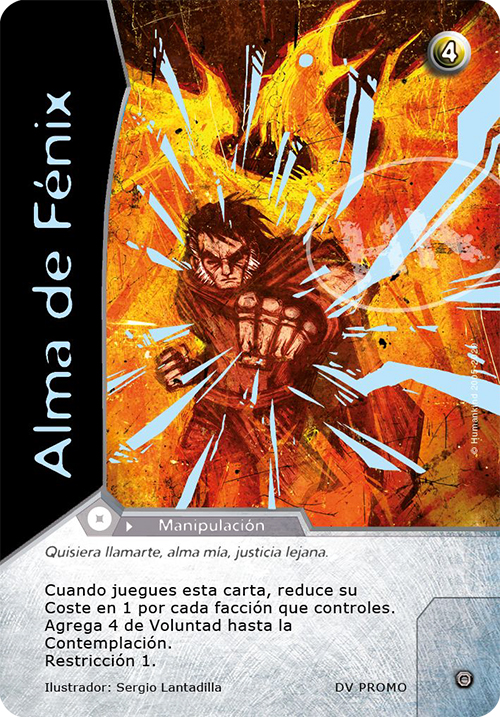 4
Alma de Fénix
HK
Manipulación
Quisiera llamarte, alma mía, justicia lejana.
Cuando juegues esta carta, reduce su
Coste en 1 por cada facción que controles.
Agrega 4 de Voluntad hasta la
Contemplación.
Restricción 1.
Ilustrador: Sergio Lantadilla
DV PROMO